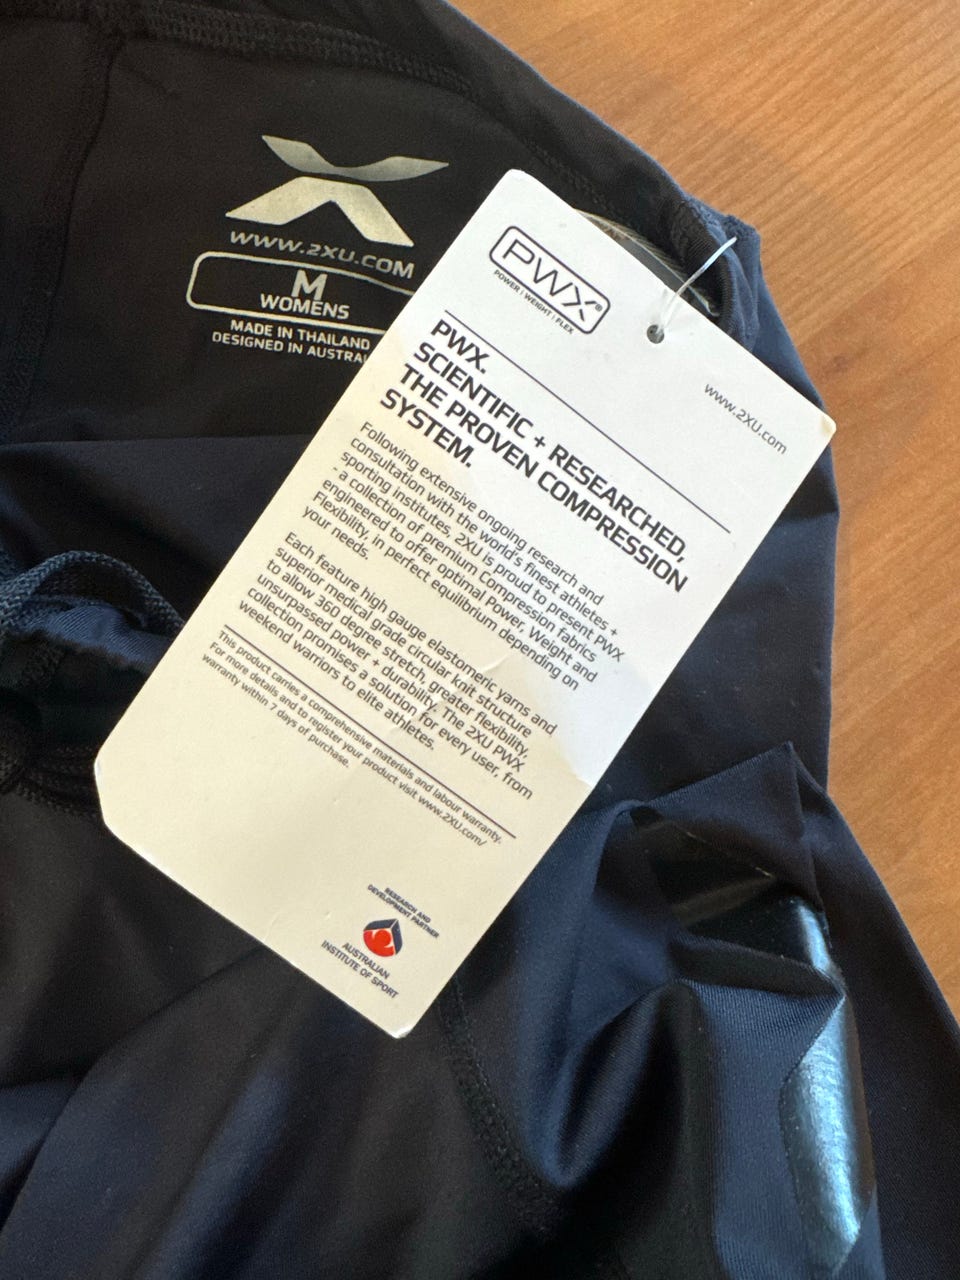 WWW.2XU.COM
M
WOMENS
MADE IN THAILAND
DESIGNED IN AUSTRA
PWX®
POWER | WEIGHT | FLEX
www.2XU.com
PWX.
SCIENTIFIC + RESEARCHED,
THE PROVEN COMPRESSION
SYSTEM.
Following extensive ongoing research and
consultation with the world's finest athletes +
sporting institutes, 2XU is proud to present PWX
- a collection of premium Compression fabrics
engineered to offer optimal Power, Weight and
Flexibility, in perfect equilibrium depending on
your needs.
Each feature high gauge elastomeric yarns and
superior medical grade circular knit structure
to allow 360 degree stretch, greater flexibility,
unsurpassed power + durability. The 2XU PWX
collection promises a solution for every user, from
weekend warriors to elite athletes.
This product carries a comprehensive materials and labour warranty.
For more details and to register your product visit www.2XU.com/
warranty within 7 days of purchase.
RESEARCH AND
DEVELOPMENT PARTNER
AUSTRALIAN
INSTITUTE OF SPORT